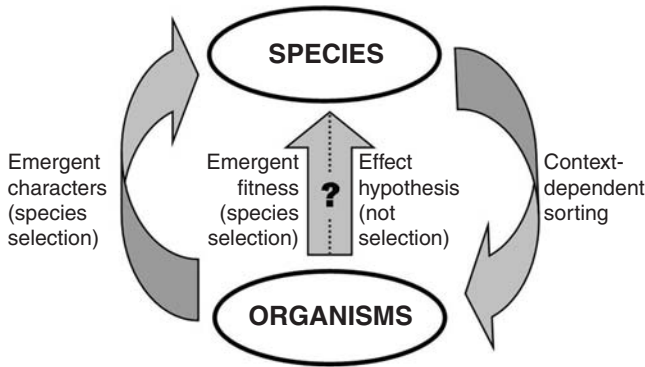 SPECIES
Emergent
characters
(species
selection)
Emergent
fitness
(species
selection)
?
Effect
hypothesis
(not
selection)
Context-
dependent
sorting
ORGANISMS